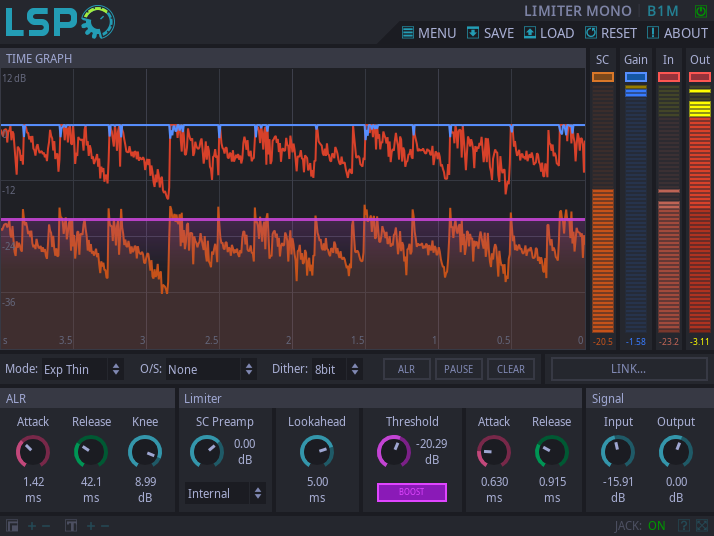 LSP
LIMITER MONO B1M
MENU SAVE LOAD RESET ABOUT
TIME GRAPH
SC Gain In Out
12 dB
0
-12
-24
-36
s 3.5 3 2.5 2 1.5 1 0.5 0
-20.5 -1.58 -23.2 -3.11
Mode: Exp Thin O/S: None Dither: 8bit ALR PAUSE CLEAR LINK...
ALR Limiter Signal
Attack Release Knee SC Preamp Lookahead Threshold Attack Release Input Output
0.00 dB
-20.29 dB
1.42 ms 42.1 ms 8.99 dB Internal 5.00 ms BOOST 0.630 ms 0.915 ms -15.91 dB 0.00 dB
JACK: ON ?